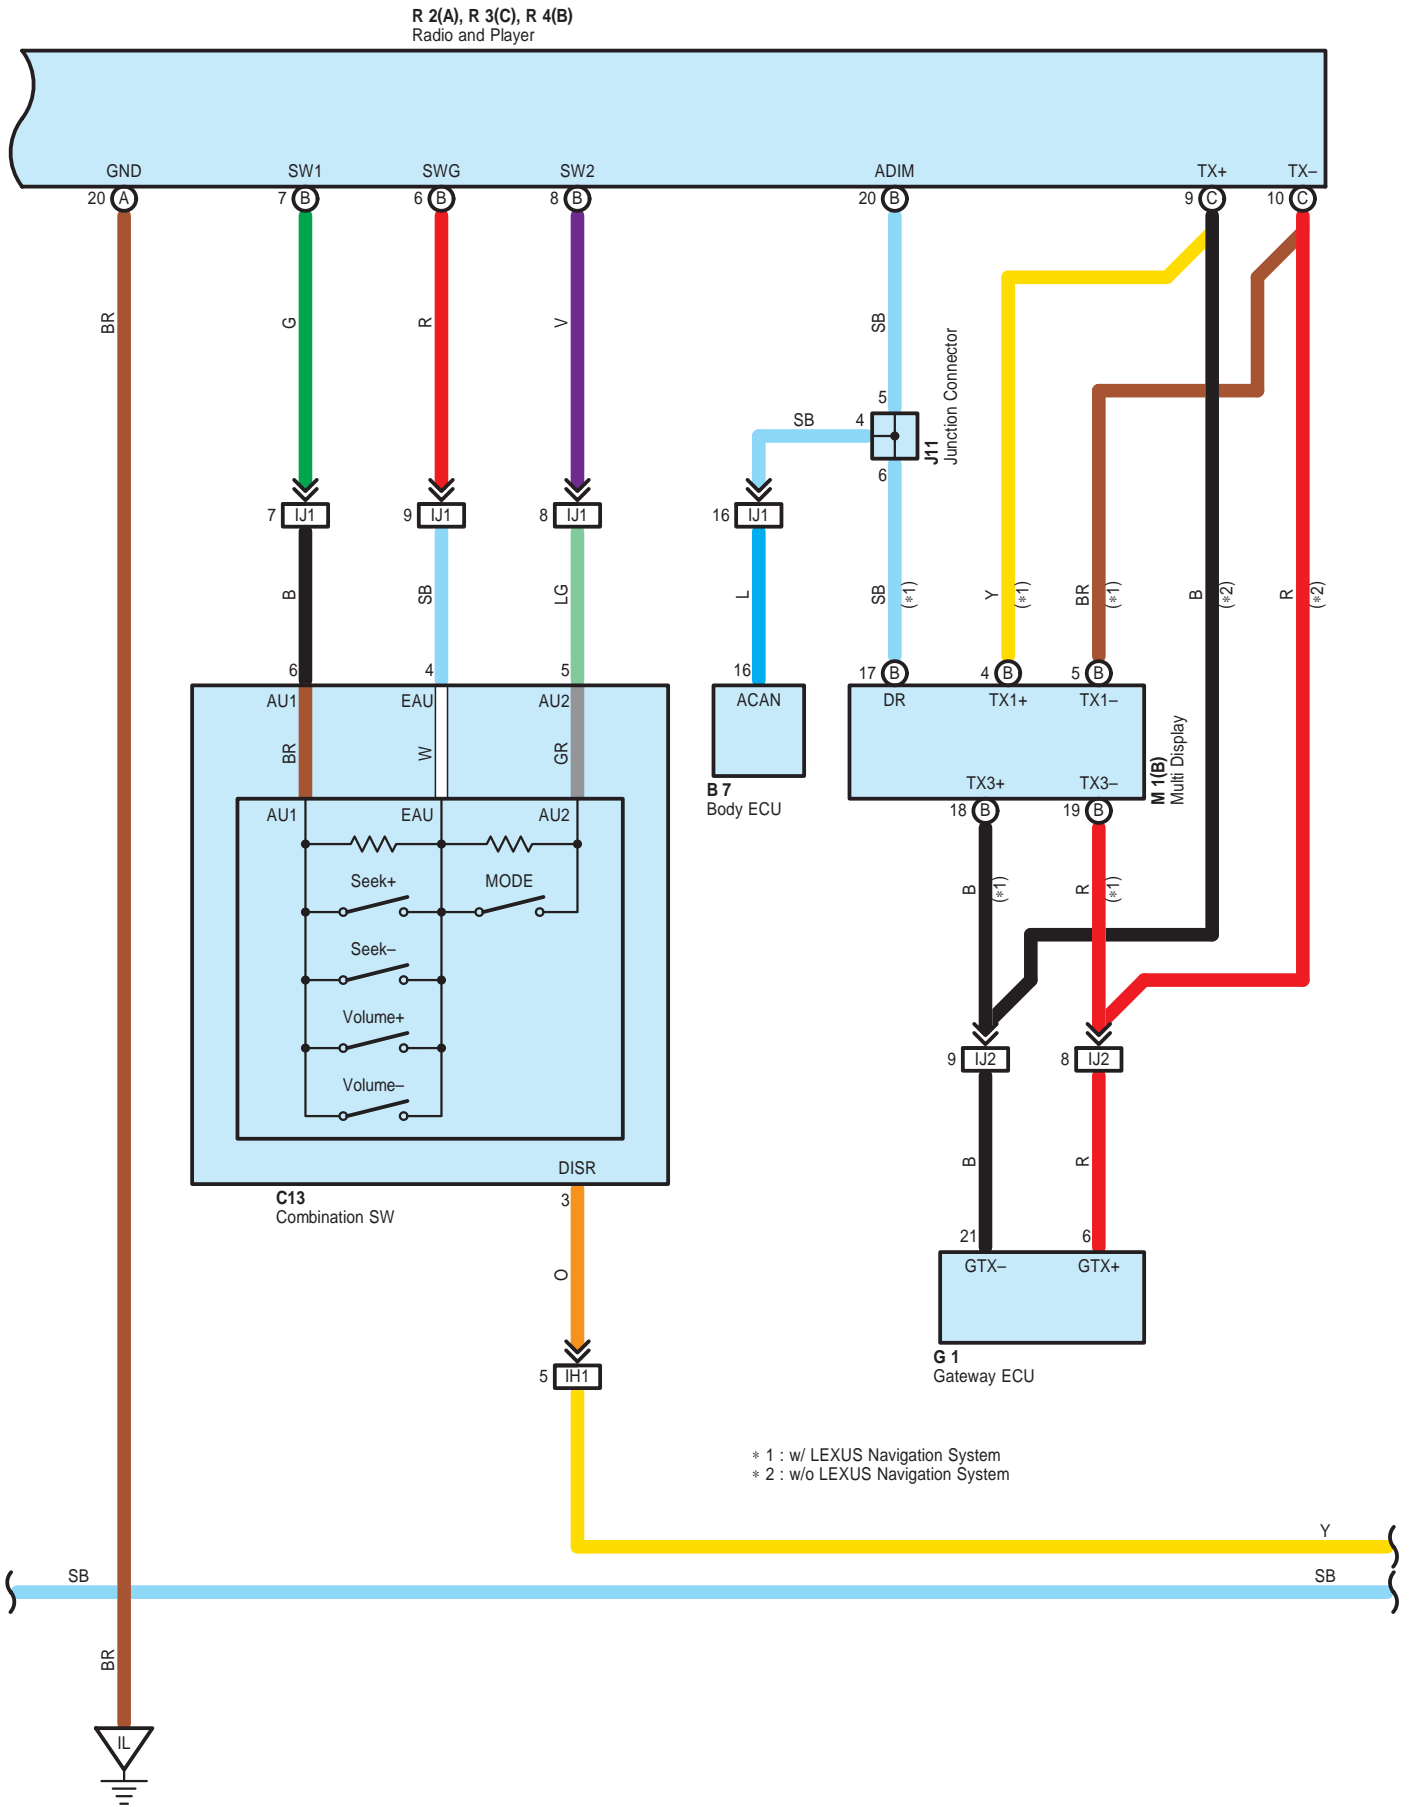 R 2(A), R 3(C), R 4(B)
Radio and Player
GND SW1 SWG SW2 ADIM TX+ TX–
20 A 7 B 6 B 8 B 20 B 9 C 10 C
BR G R V SB
5
SB 4
J11
Junction Connector
6
7 IJ1 9 IJ1 8 IJ1 16 IJ1
B SB LG L SB (*1) Y (*1) BR (*1) B (*2) R (*2)
6 4 5 16 17 B 4 B 5 B
AU1 EAU AU2 ACAN DR TX1+ TX1–
BR W GR
M 1(B)
Multi Display
TX3+ TX3–
B 7
Body ECU
18 B 19 B
AU1 EAU AU2
Seek+ MODE
B (*1) R (*1)
Seek–
Volume+
9 IJ2 8 IJ2
Volume–
B R
DISR
C13
Combination SW
3
21 6
GTX– GTX+
O
G 1
Gateway ECU
5 IH1
* 1 : w/ LEXUS Navigation System
* 2 : w/o LEXUS Navigation System
Y
SB SB
BR
IL